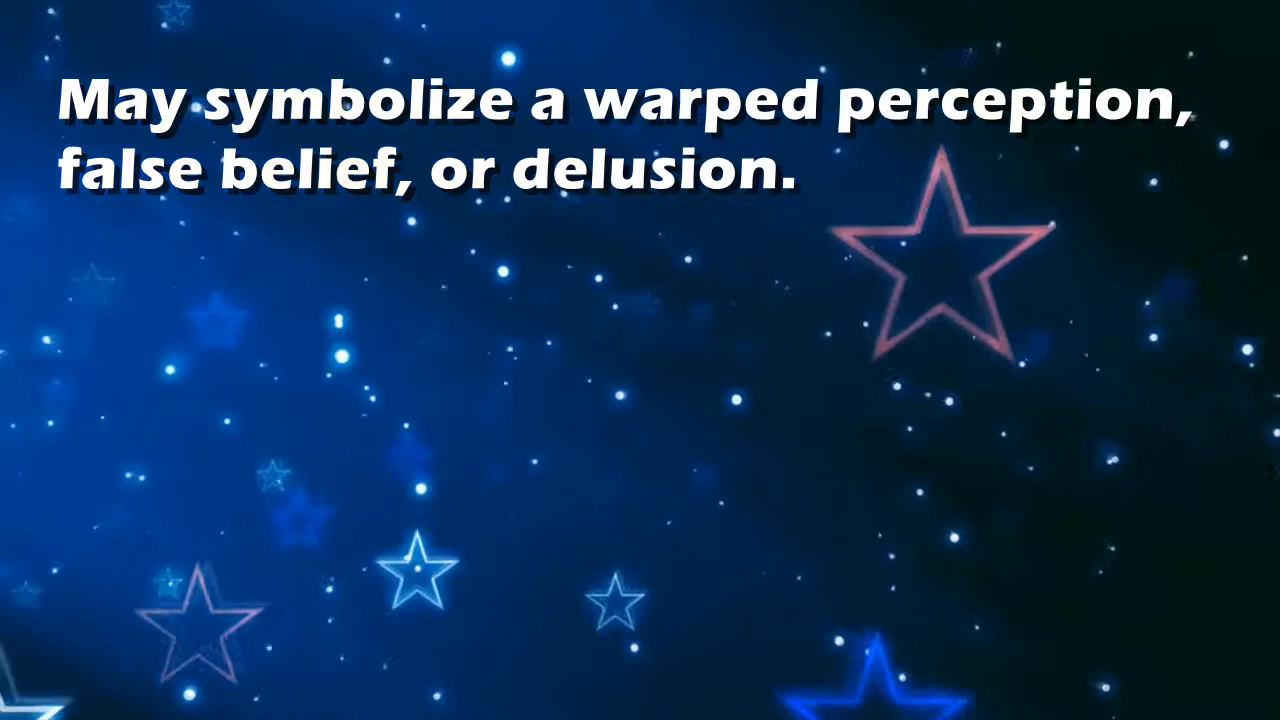 May symbolize a warped perception,
false belief, or delusion.